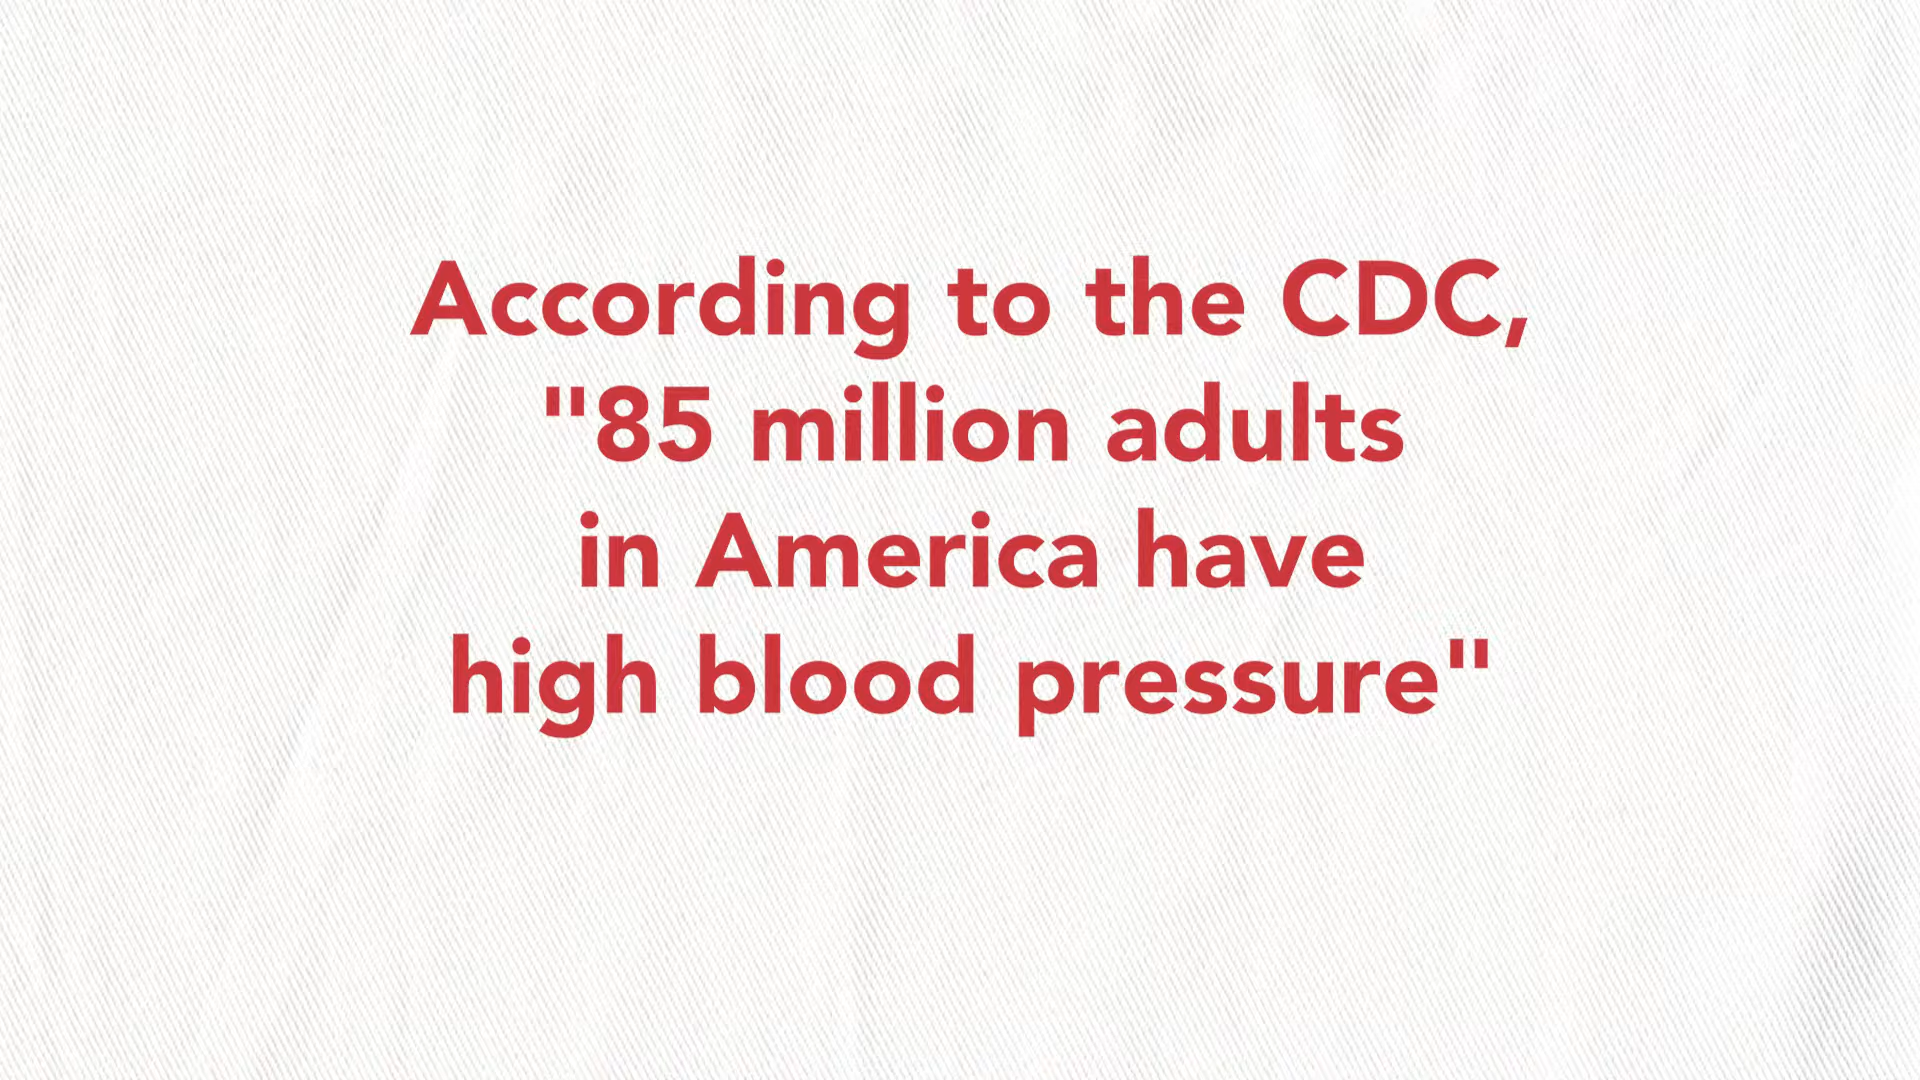 According to the CDC,
"85 million adults
in America have
high blood pressure"